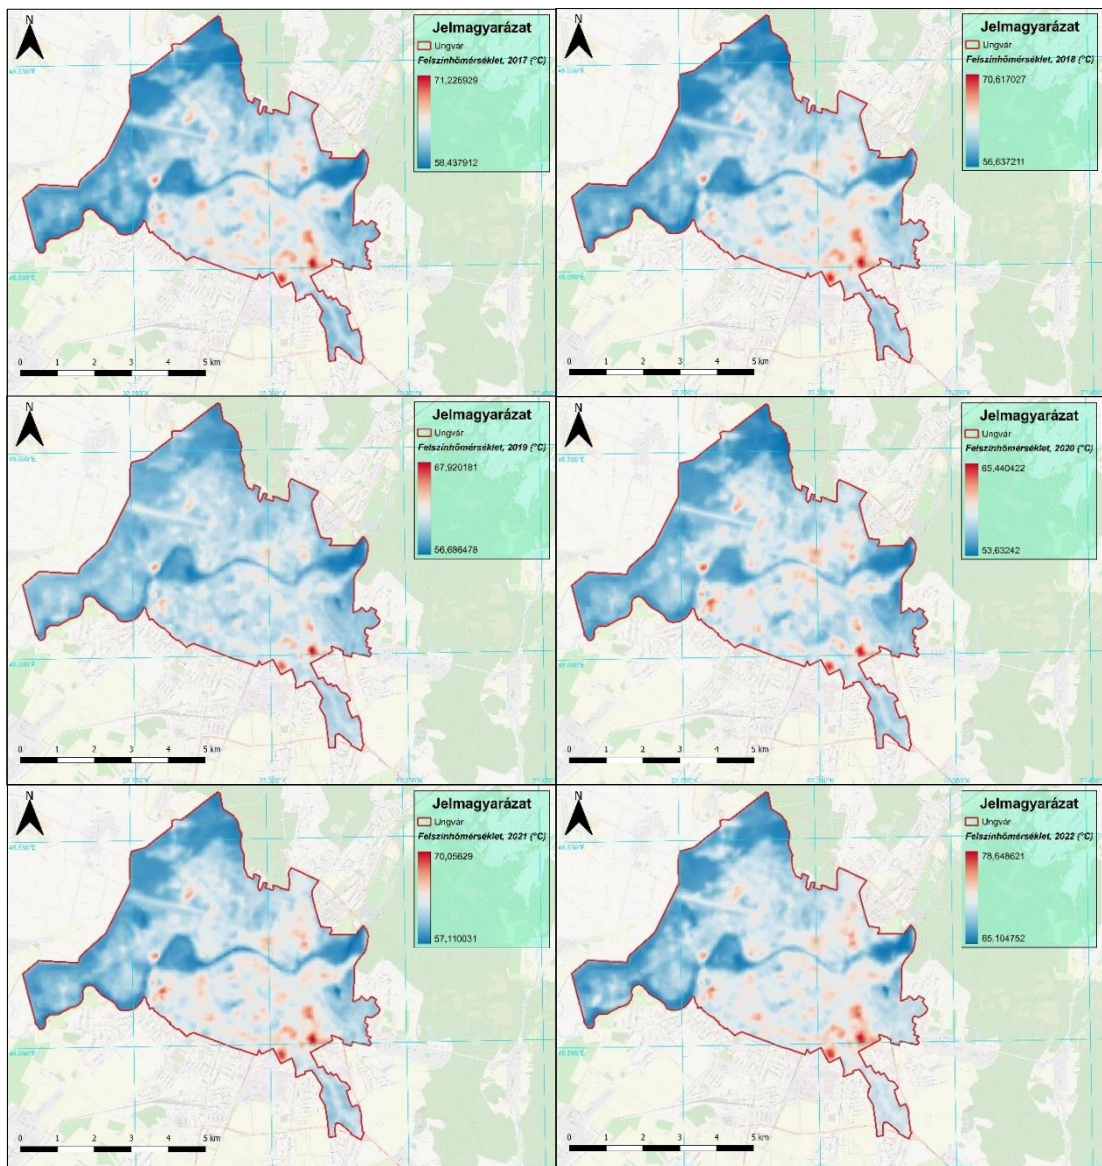 N
Jelmagyarázat
Ungvár
Felszínhőmérséklet, 2017 (°C)
71,226929
58,437912
0 1 2 3 4 5 km
N
Jelmagyarázat
Ungvár
Felszínhőmérséklet, 2018 (°C)
70,617027
56,637211
0 1 2 3 4 5 km
N
Jelmagyarázat
Ungvár
Felszínhőmérséklet, 2019 (°C)
67,920181
56,686478
0 1 2 3 4 5 km
N
Jelmagyarázat
Ungvár
Felszínhőmérséklet, 2020 (°C)
65,440422
53,63242
0 1 2 3 4 5 km
N
Jelmagyarázat
Ungvár
Felszínhőmérséklet, 2021 (°C)
70,05629
57,110031
0 1 2 3 4 5 km
N
Jelmagyarázat
Ungvár
Felszínhőmérséklet, 2022 (°C)
78,648621
65,104752
0 1 2 3 4 5 km